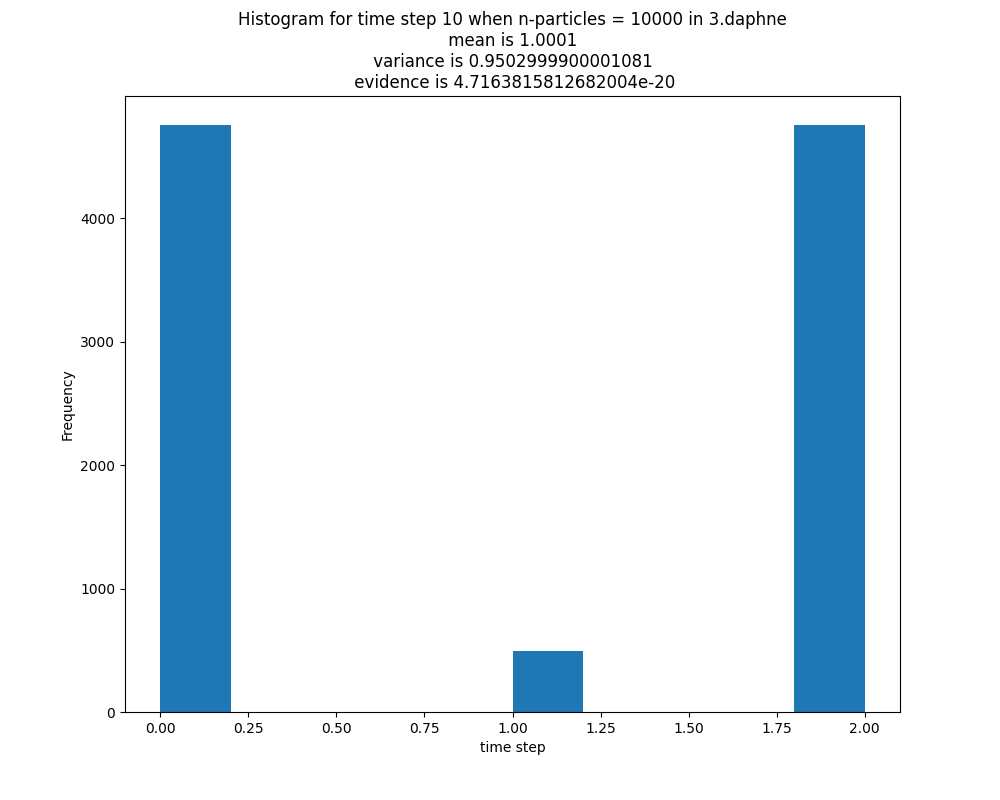 Histogram for time step 10 when n-particles = 10000 in 3.daphne
mean is 1.0001
variance is 0.9502999900001081
evidence is 4.7163815812682004e-20
Frequency
4000
3000
2000
1000
0
0.00 0.25 0.50 0.75 1.00 1.25 1.50 1.75 2.00
time step